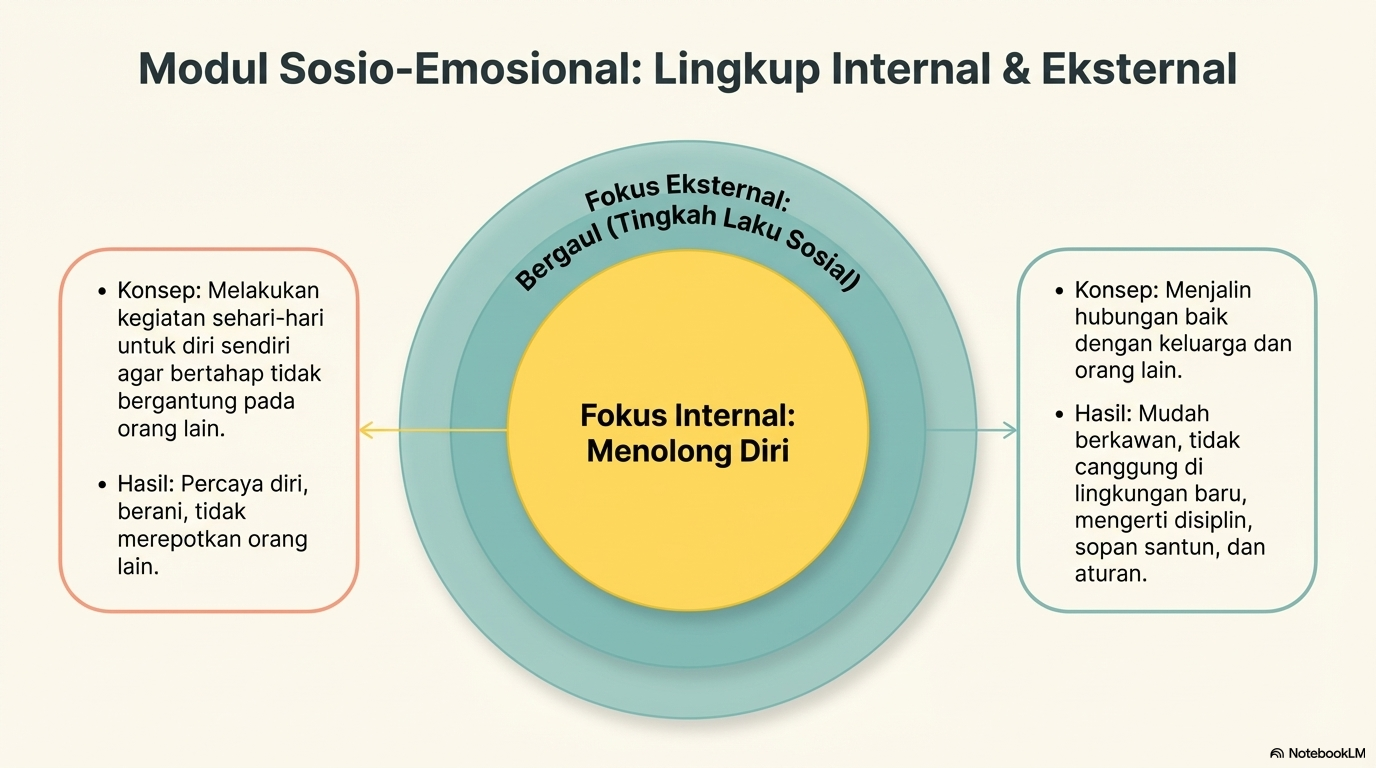 Modul Sosio-Emosional: Lingkup Internal & Eksternal
Fokus Eksternal:
Bergaul (Tingkah Laku Sosial)
Fokus Internal:
Menolong Diri
• Konsep: Melakukan
kegiatan sehari-hari
untuk diri sendiri
agar bertahap tidak
bergantung pada
orang lain.
• Hasil: Percaya diri,
berani, tidak
merepotkan orang
lain.
• Konsep: Menjalin
hubungan baik
dengan keluarga dan
orang lain.
• Hasil: Mudah
berkawan, tidak
canggung di
lingkungan baru,
mengerti disiplin,
sopan santun, dan
aturan.
NotebookLM